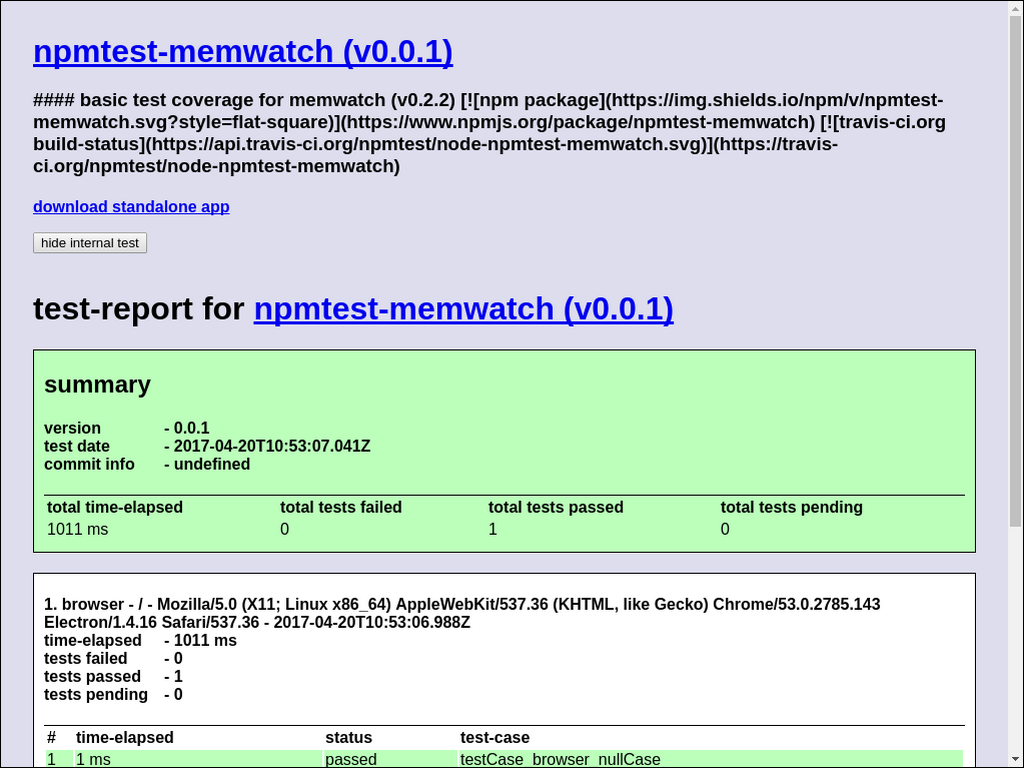 npmtest-memwatch (v0.0.1)
#### basic test coverage for memwatch (v0.2.2) [![npm package](https://img.shields.io/npm/v/npmtest-
memwatch.svg?style=flat-square)](https://www.npmjs.org/package/npmtest-memwatch) [![travis-ci.org
build-status](https://api.travis-ci.org/npmtest/node-npmtest-memwatch.svg)](https://travis-
ci.org/npmtest/node-npmtest-memwatch)
download standalone app
hide internal test
test-report for npmtest-memwatch (v0.0.1)
summary
version - 0.0.1
test date - 2017-04-20T10:53:07.041Z
commit info - undefined
total time-elapsed total tests failed total tests passed total tests pending
1011 ms 0 1 0
1. browser - / - Mozilla/5.0 (X11; Linux x86_64) AppleWebKit/537.36 (KHTML, like Gecko) Chrome/53.0.2785.143
Electron/1.4.16 Safari/537.36 - 2017-04-20T10:53:06.988Z
time-elapsed - 1011 ms
tests failed - 0
tests passed - 1
tests pending - 0
# time-elapsed status test-case
1 1 ms passed testCase_browser_nullCase